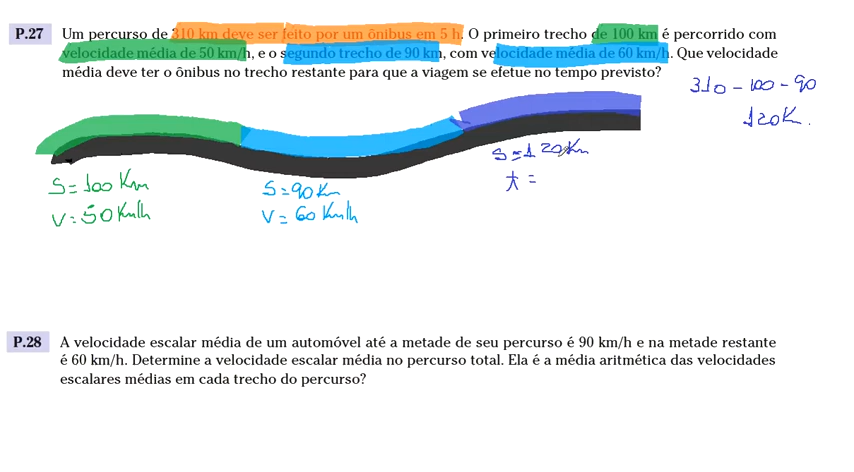 P.27 Um percurso de 310 km deve ser feito por um ônibus em 5 h. O primeiro trecho de 100 km é percorrido com
velocidade média de 50 km/h, e o segundo trecho de 90 km, com velocidade média de 60 km/h. Que velocidade
média deve ter o ônibus no trecho restante para que a viagem se efetue no tempo previsto?
310 - 100 - 90
120K.
S = 100 Km
V = 50 Km/h
S = 90 Km
V = 60 Km/h
S = 120 Km
t =
P.28 A velocidade escalar média de um automóvel até a metade de seu percurso é 90 km/h e na metade restante
é 60 km/h. Determine a velocidade escalar média no percurso total. Ela é a média aritmética das velocidades
escalares médias em cada trecho do percurso?